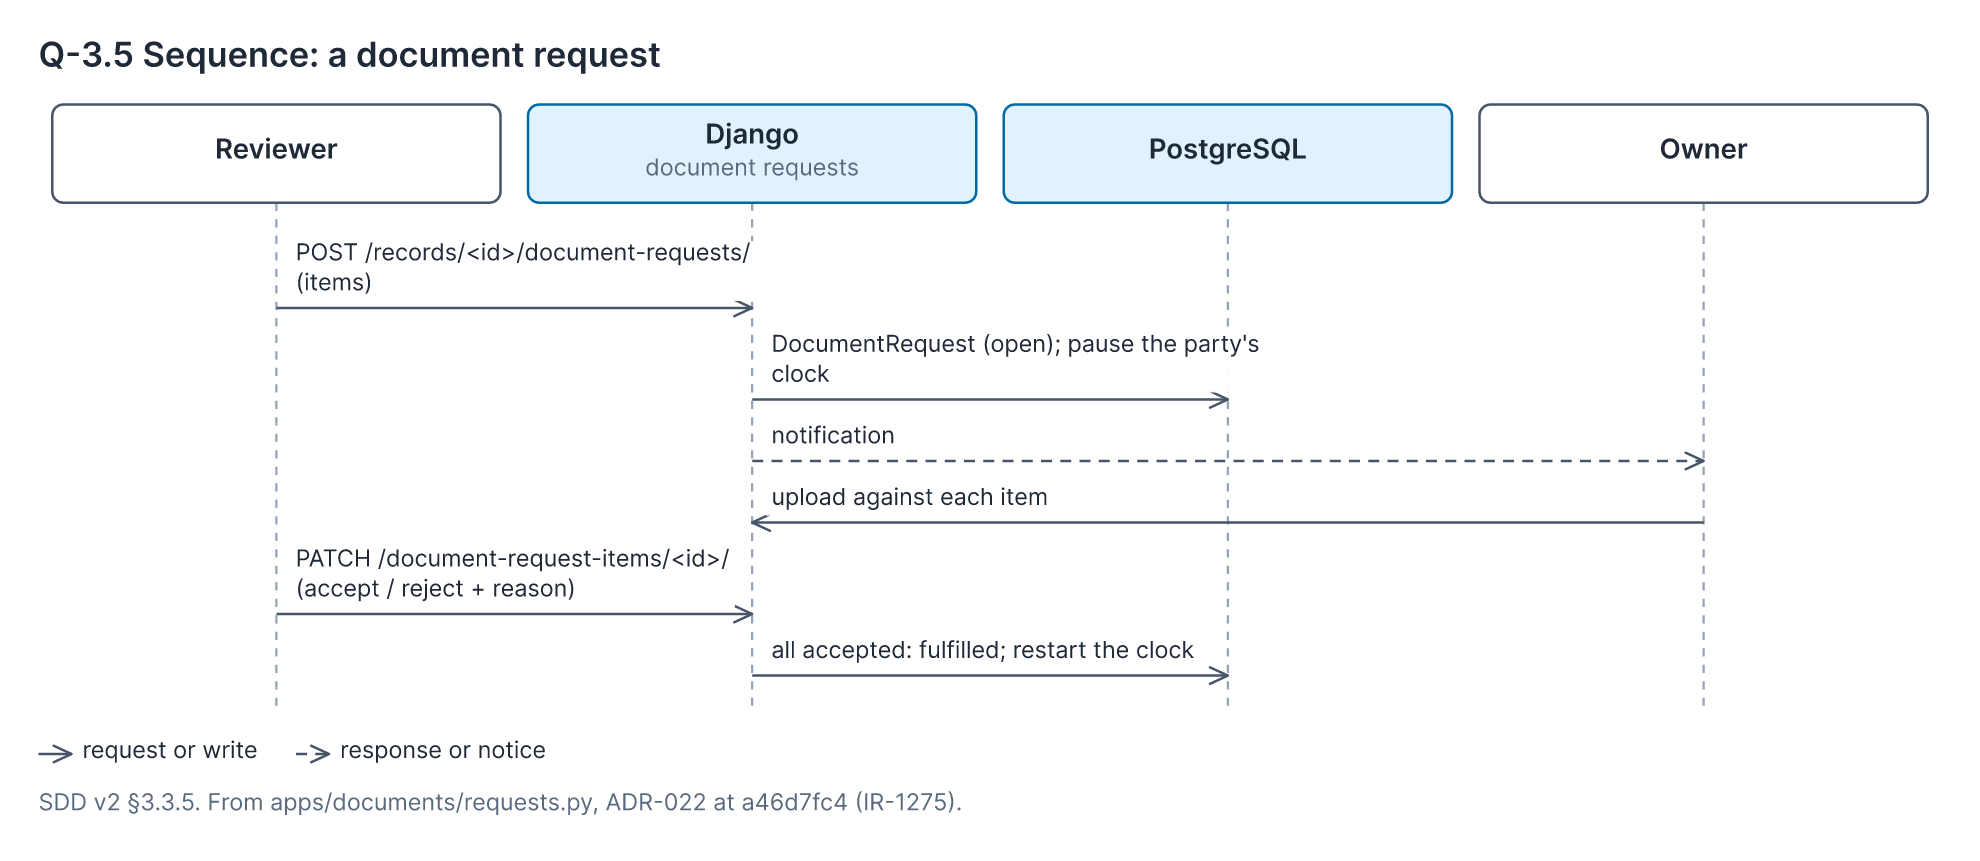 Q-3.5 Sequence: a document request
Reviewer
Django
document requests
PostgreSQL
Owner
POST /records/<id>/document-requests/
(items)
DocumentRequest (open); pause the party's
clock
notification
upload against each item
PATCH /document-request-items/<id>/
(accept / reject + reason)
all accepted: fulfilled; restart the clock
request or write
response or notice
SDD v2 §3.3.5. From apps/documents/requests.py, ADR-022 at a46d7fc4 (IR-1275).